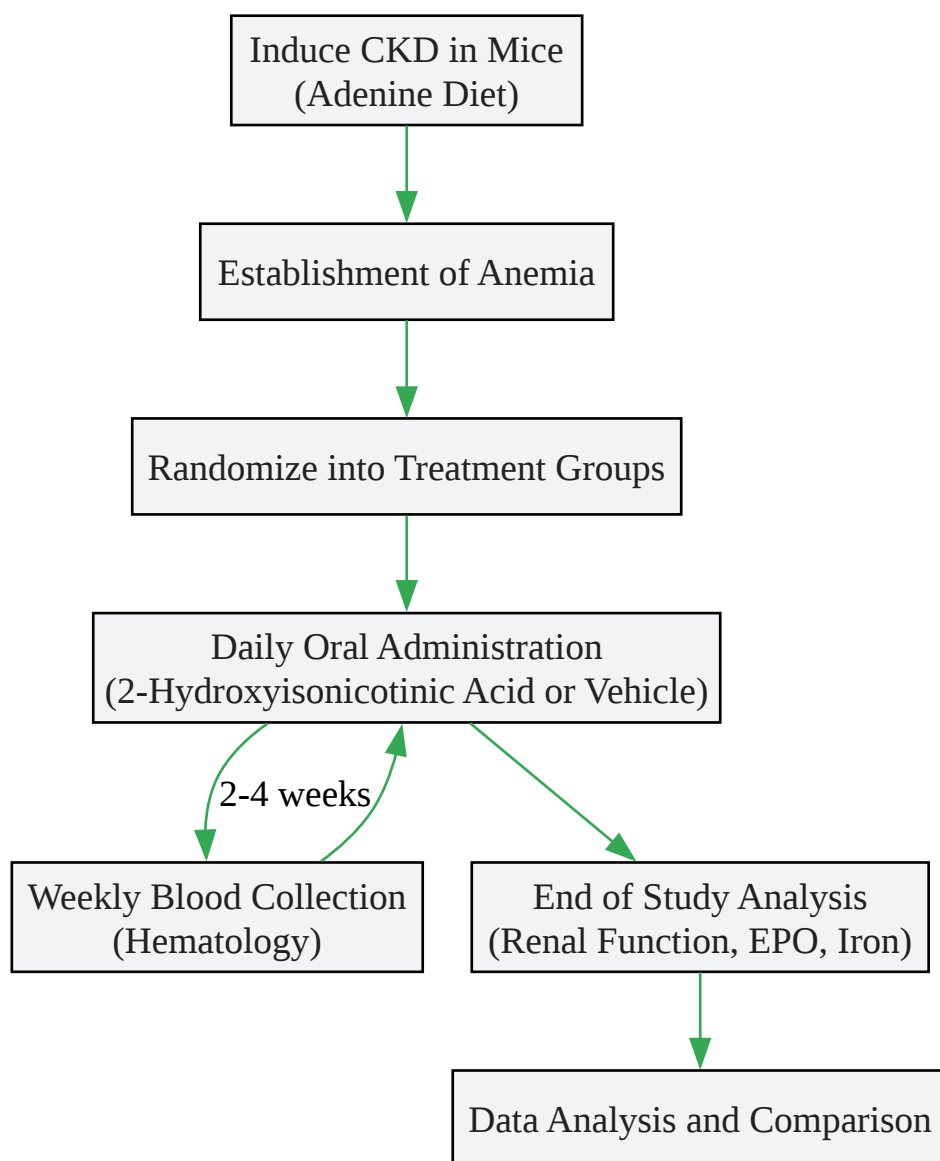 Induce CKD in Mice
(Adenine Diet)
Establishment of Anemia
Randomize into Treatment Groups
Daily Oral Administration
(2-Hydroxyisonicotinic Acid or Vehicle)
2-4 weeks
Weekly Blood Collection
(Hematology)
End of Study Analysis
(Renal Function, EPO, Iron)
Data Analysis and Comparison